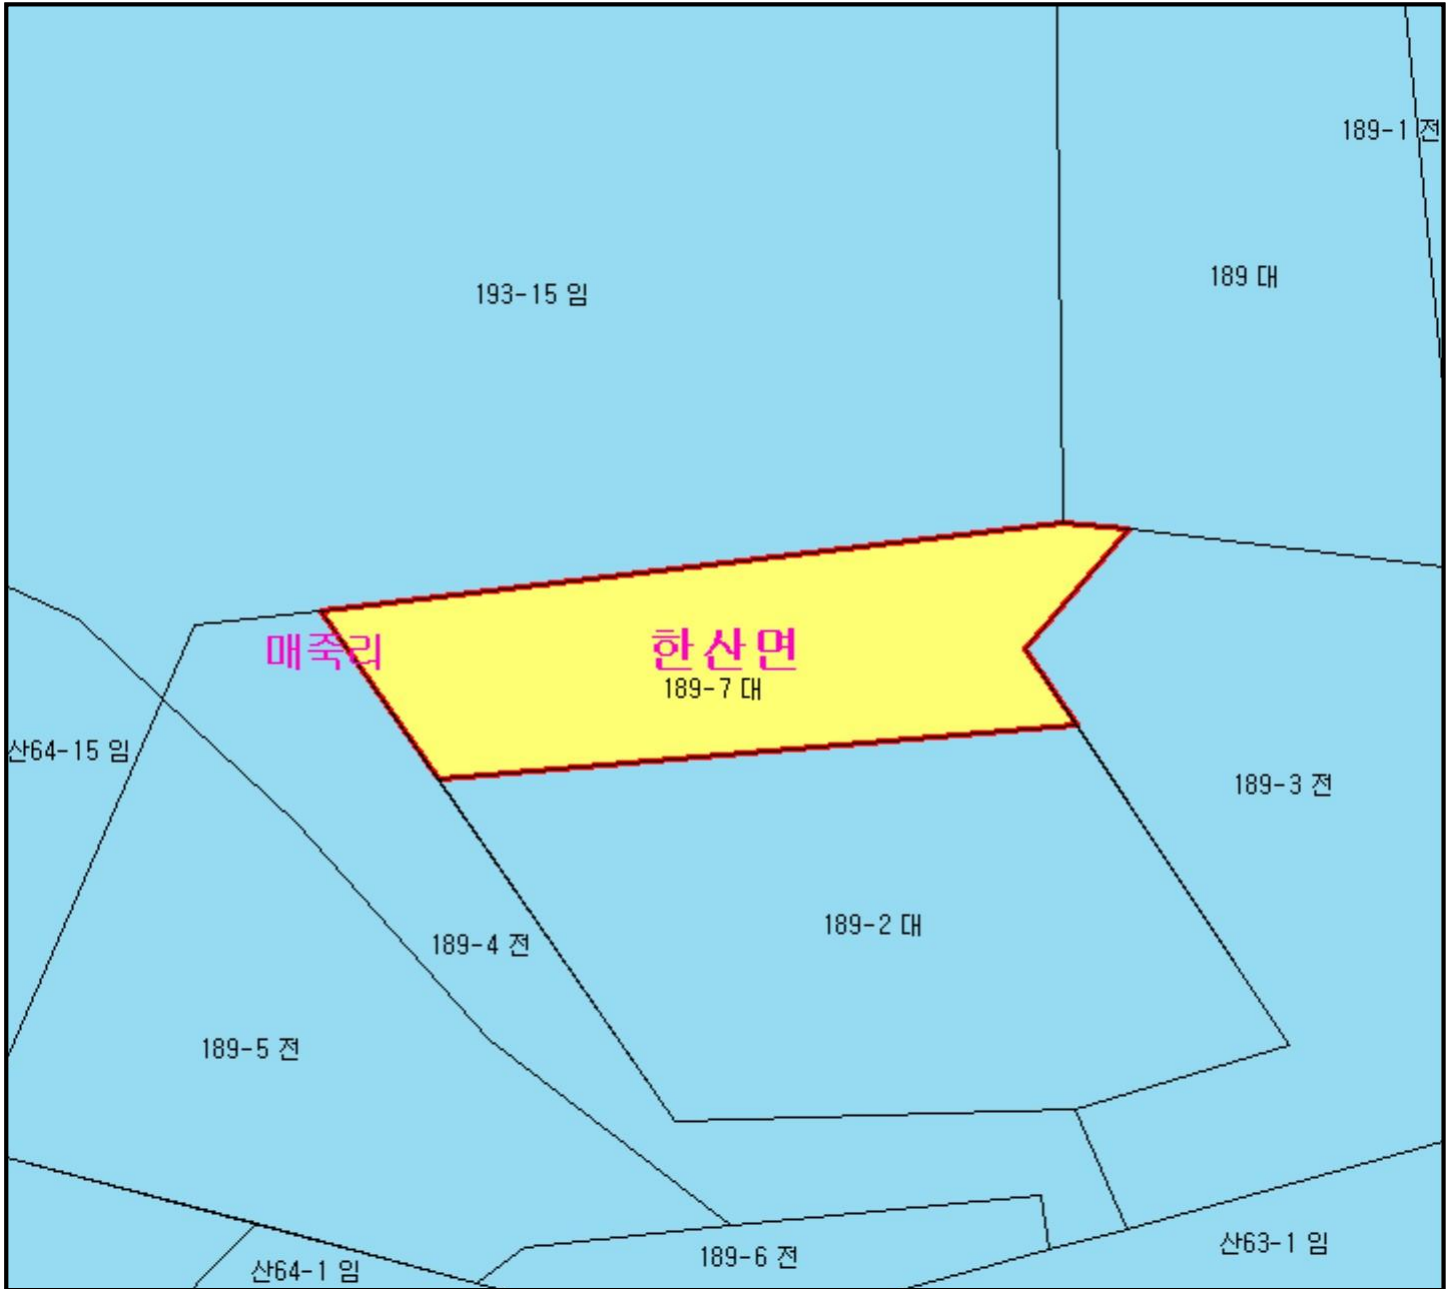 189-1 전
189 대
193-15 임
매죽리
한산면
189-7 대
산64-15 임
189-3 전
189-2 대
189-4 전
189-5 전
산63-1 임
189-6 전
산64-1 임